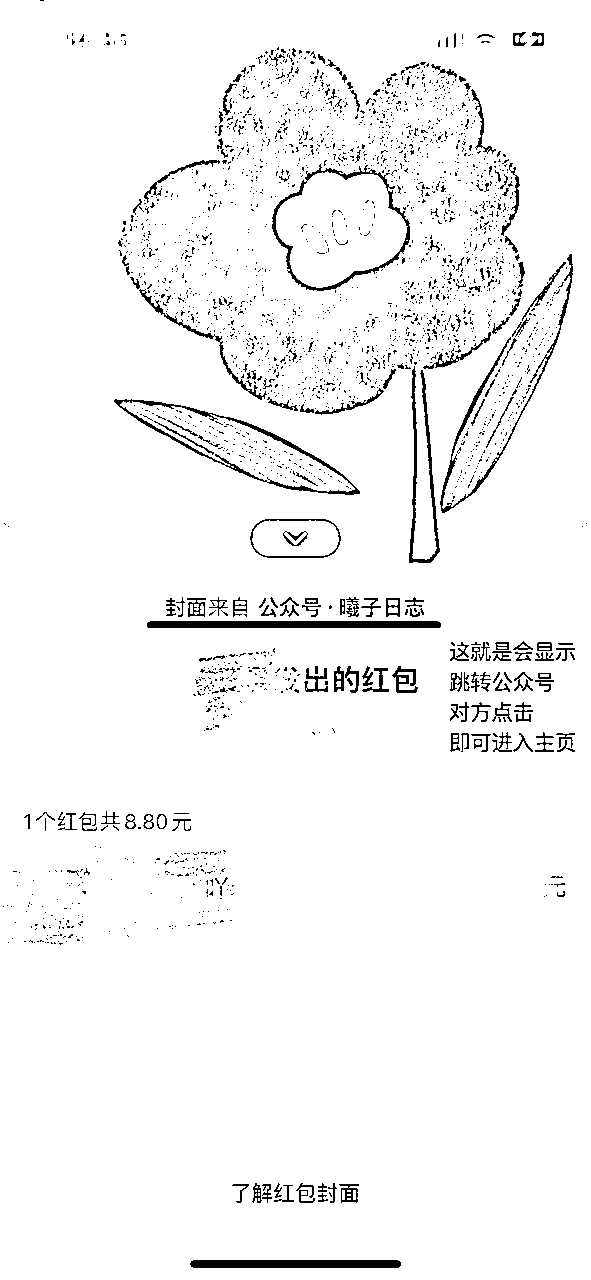 封面来自 公众号·曦子日志
出的红包
这就是会显示
跳转公众号
对方点击
即可进入主页
1个红包共8.80元
元
了解红包封面